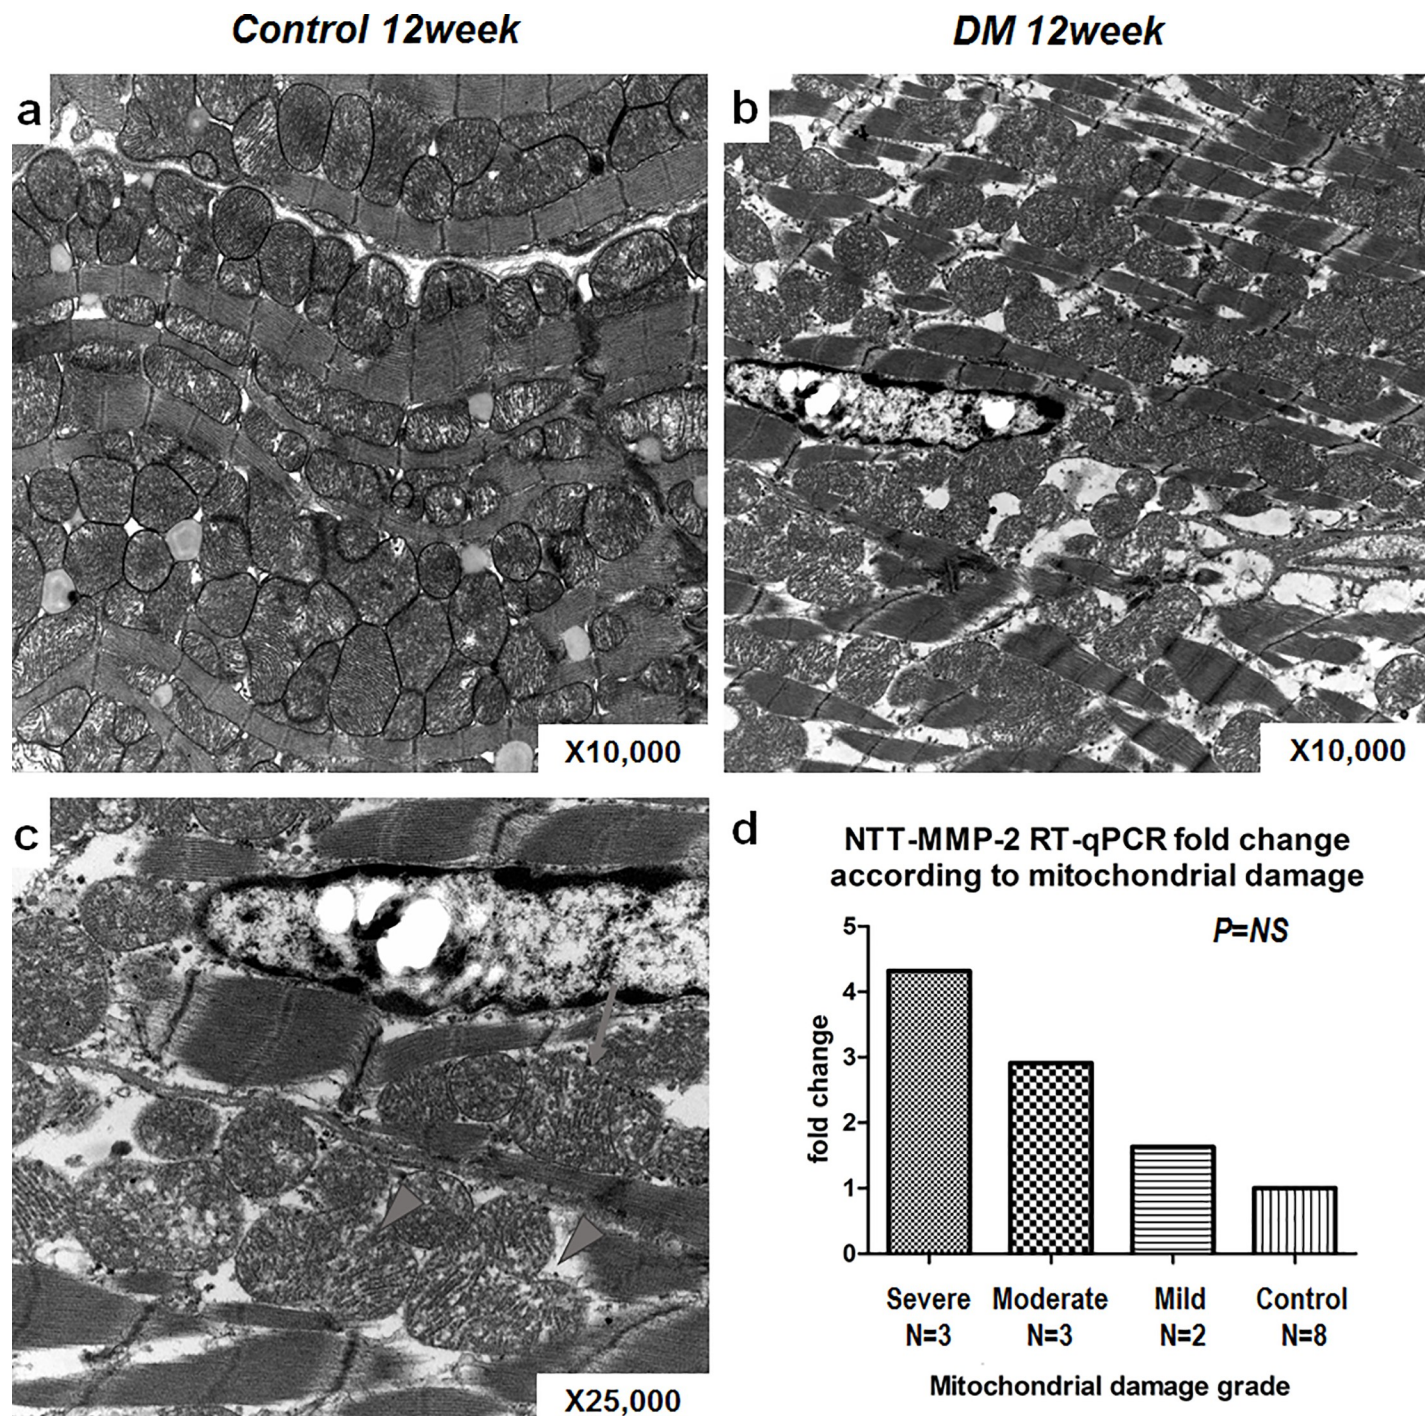 Control 12week
DM 12week
a
b
X10,000
X10,000
c
X25,000
d
NTT-MMP-2 RT-qPCR fold change
according to mitochondrial damage
P=NS
5
4
3
2
1
0
fold change
Severe Moderate Mild Control
N=3 N=3 N=2 N=8
Mitochondrial damage grade